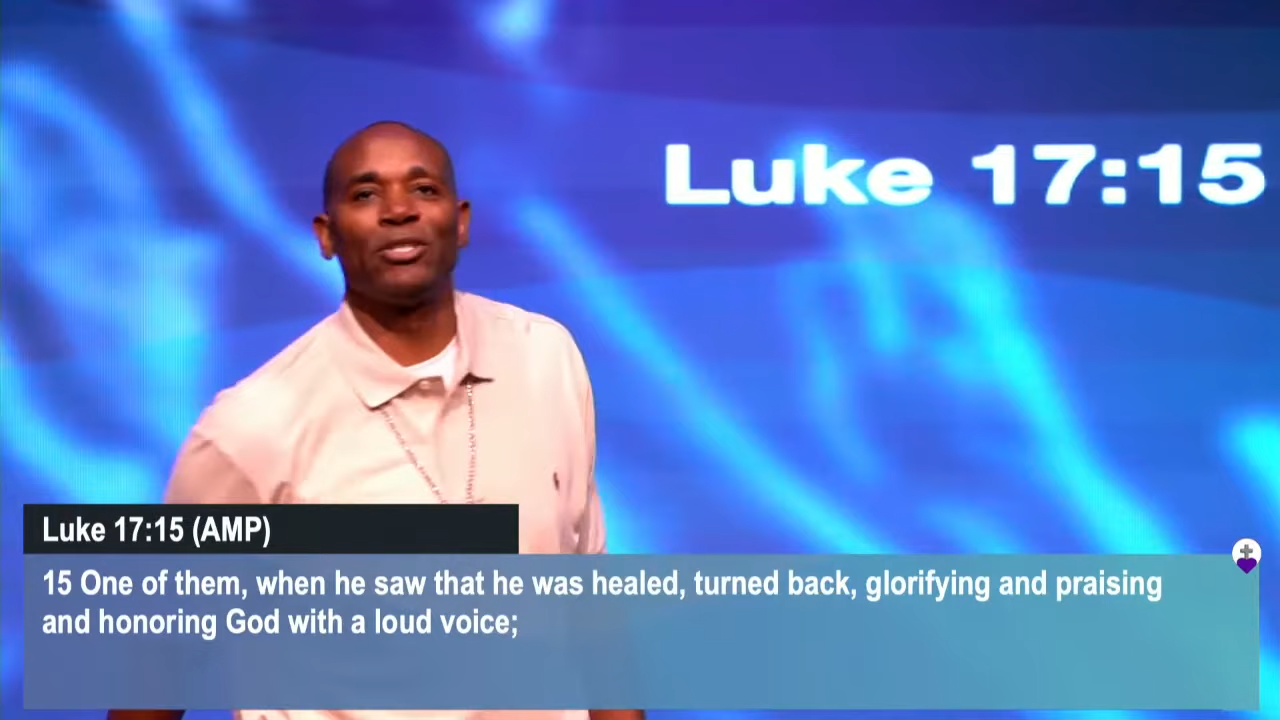 Luke 17:15
Luke 17:15 (AMP)
15 One of them, when he saw that he was healed, turned back, glorifying and praising
and honoring God with a loud voice;